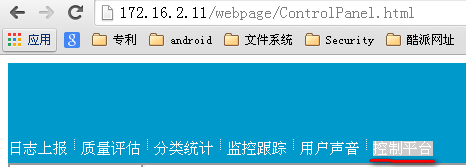 172.16.2.11/webpage/ControlPanel.html
应用 专利 android 文件系统 Security 酷派网址
日志上报 质量评估 分类统计 监控跟踪 用户声音 控制平台